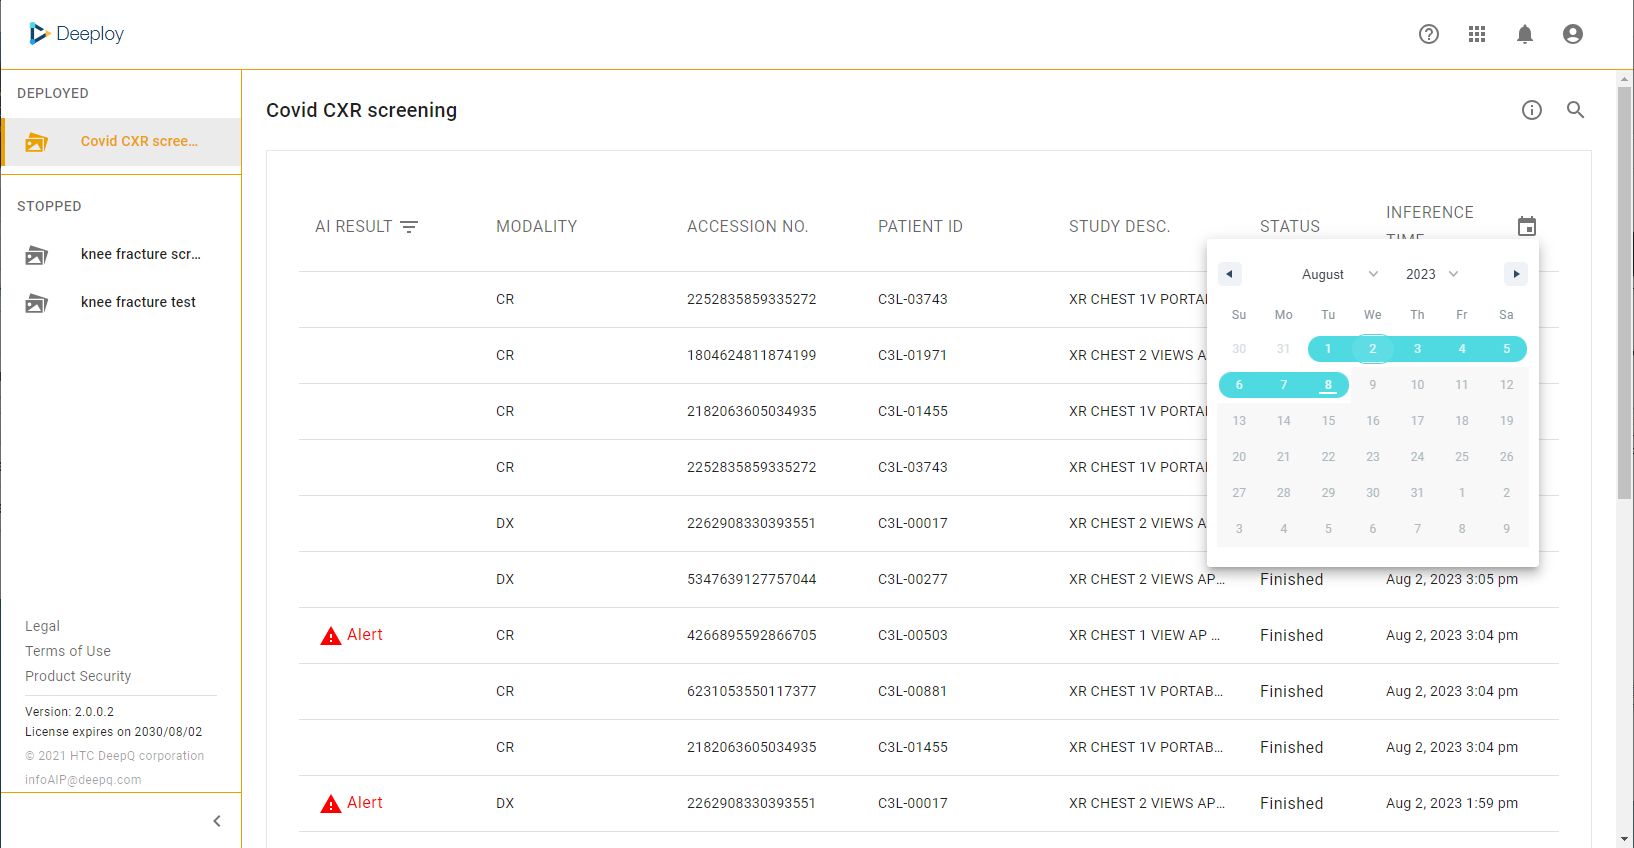 Deeploy
DEPLOYED
Covid CXR scree...
STOPPED
knee fracture scr...
knee fracture test
Legal
Terms of Use
Product Security
Version: 2.0.0.2
License expires on 2030/08/02
© 2021 HTC DeepQ corporation
infoAIP@deepq.com
Covid CXR screening
AI RESULT MODALITY ACCESSION NO. PATIENT ID STUDY DESC. STATUS INFERENCE TIME
CR 2252835859335272 C3L-03743 XR CHEST 1V PORTA
CR 1804624811874199 C3L-01971 XR CHEST 2 VIEWS A
CR 2182063605034935 C3L-01455 XR CHEST 1V PORTA
CR 2252835859335272 C3L-03743 XR CHEST 1V PORTA
DX 2262908330393551 C3L-00017 XR CHEST 2 VIEWS A
DX 5347639127757044 C3L-00277 XR CHEST 2 VIEWS AP... Finished Aug 2, 2023 3:05 pm
Alert CR 4266895592866705 C3L-00503 XR CHEST 1 VIEW AP ... Finished Aug 2, 2023 3:04 pm
CR 6231053550117377 C3L-00881 XR CHEST 1V PORTAB... Finished Aug 2, 2023 3:04 pm
CR 2182063605034935 C3L-01455 XR CHEST 1V PORTAB... Finished Aug 2, 2023 3:04 pm
Alert DX 2262908330393551 C3L-00017 XR CHEST 2 VIEWS AP... Finished Aug 2, 2023 1:59 pm
August 2023
Su Mo Tu We Th Fr Sa
30 31 1 2 3 4 5
6 7 8 9 10 11 12
13 14 15 16 17 18 19
20 21 22 23 24 25 26
27 28 29 30 31 1 2
3 4 5 6 7 8 9